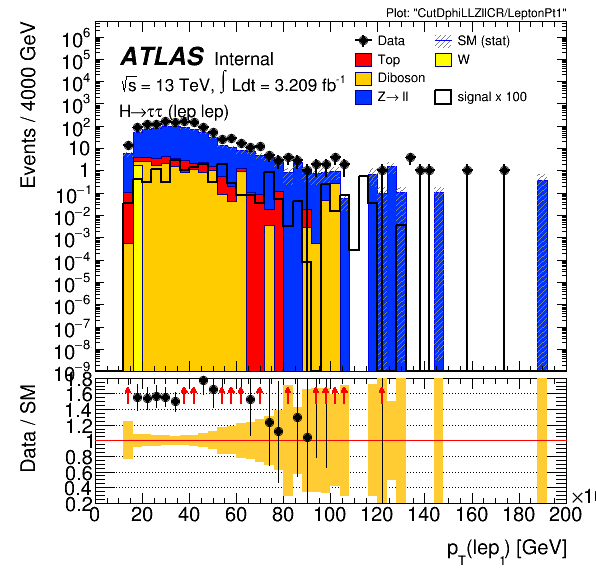 Plot: "CutDphiLLZllCR/LeptonPt1"
Events / 4000 GeV
10⁶
10⁵
10⁴
10³
10²
10
1
10⁻¹
10⁻²
10⁻³
10⁻⁴
10⁻⁵
10⁻⁶
10⁻⁷
10⁻⁸
10⁻⁹
ATLAS Internal
√s = 13 TeV, ∫ Ldt = 3.209 fb⁻¹
H→ττ (lep lep)
Data
SM (stat)
Top
W
Diboson
Z→ ll
signal x 100
Data / SM
1.8
1.6
1.4
1.2
1
0.8
0.6
0.4
0.2
0 20 40 60 80 100 120 140 160 180 200
p_T(lep_1) [GeV]